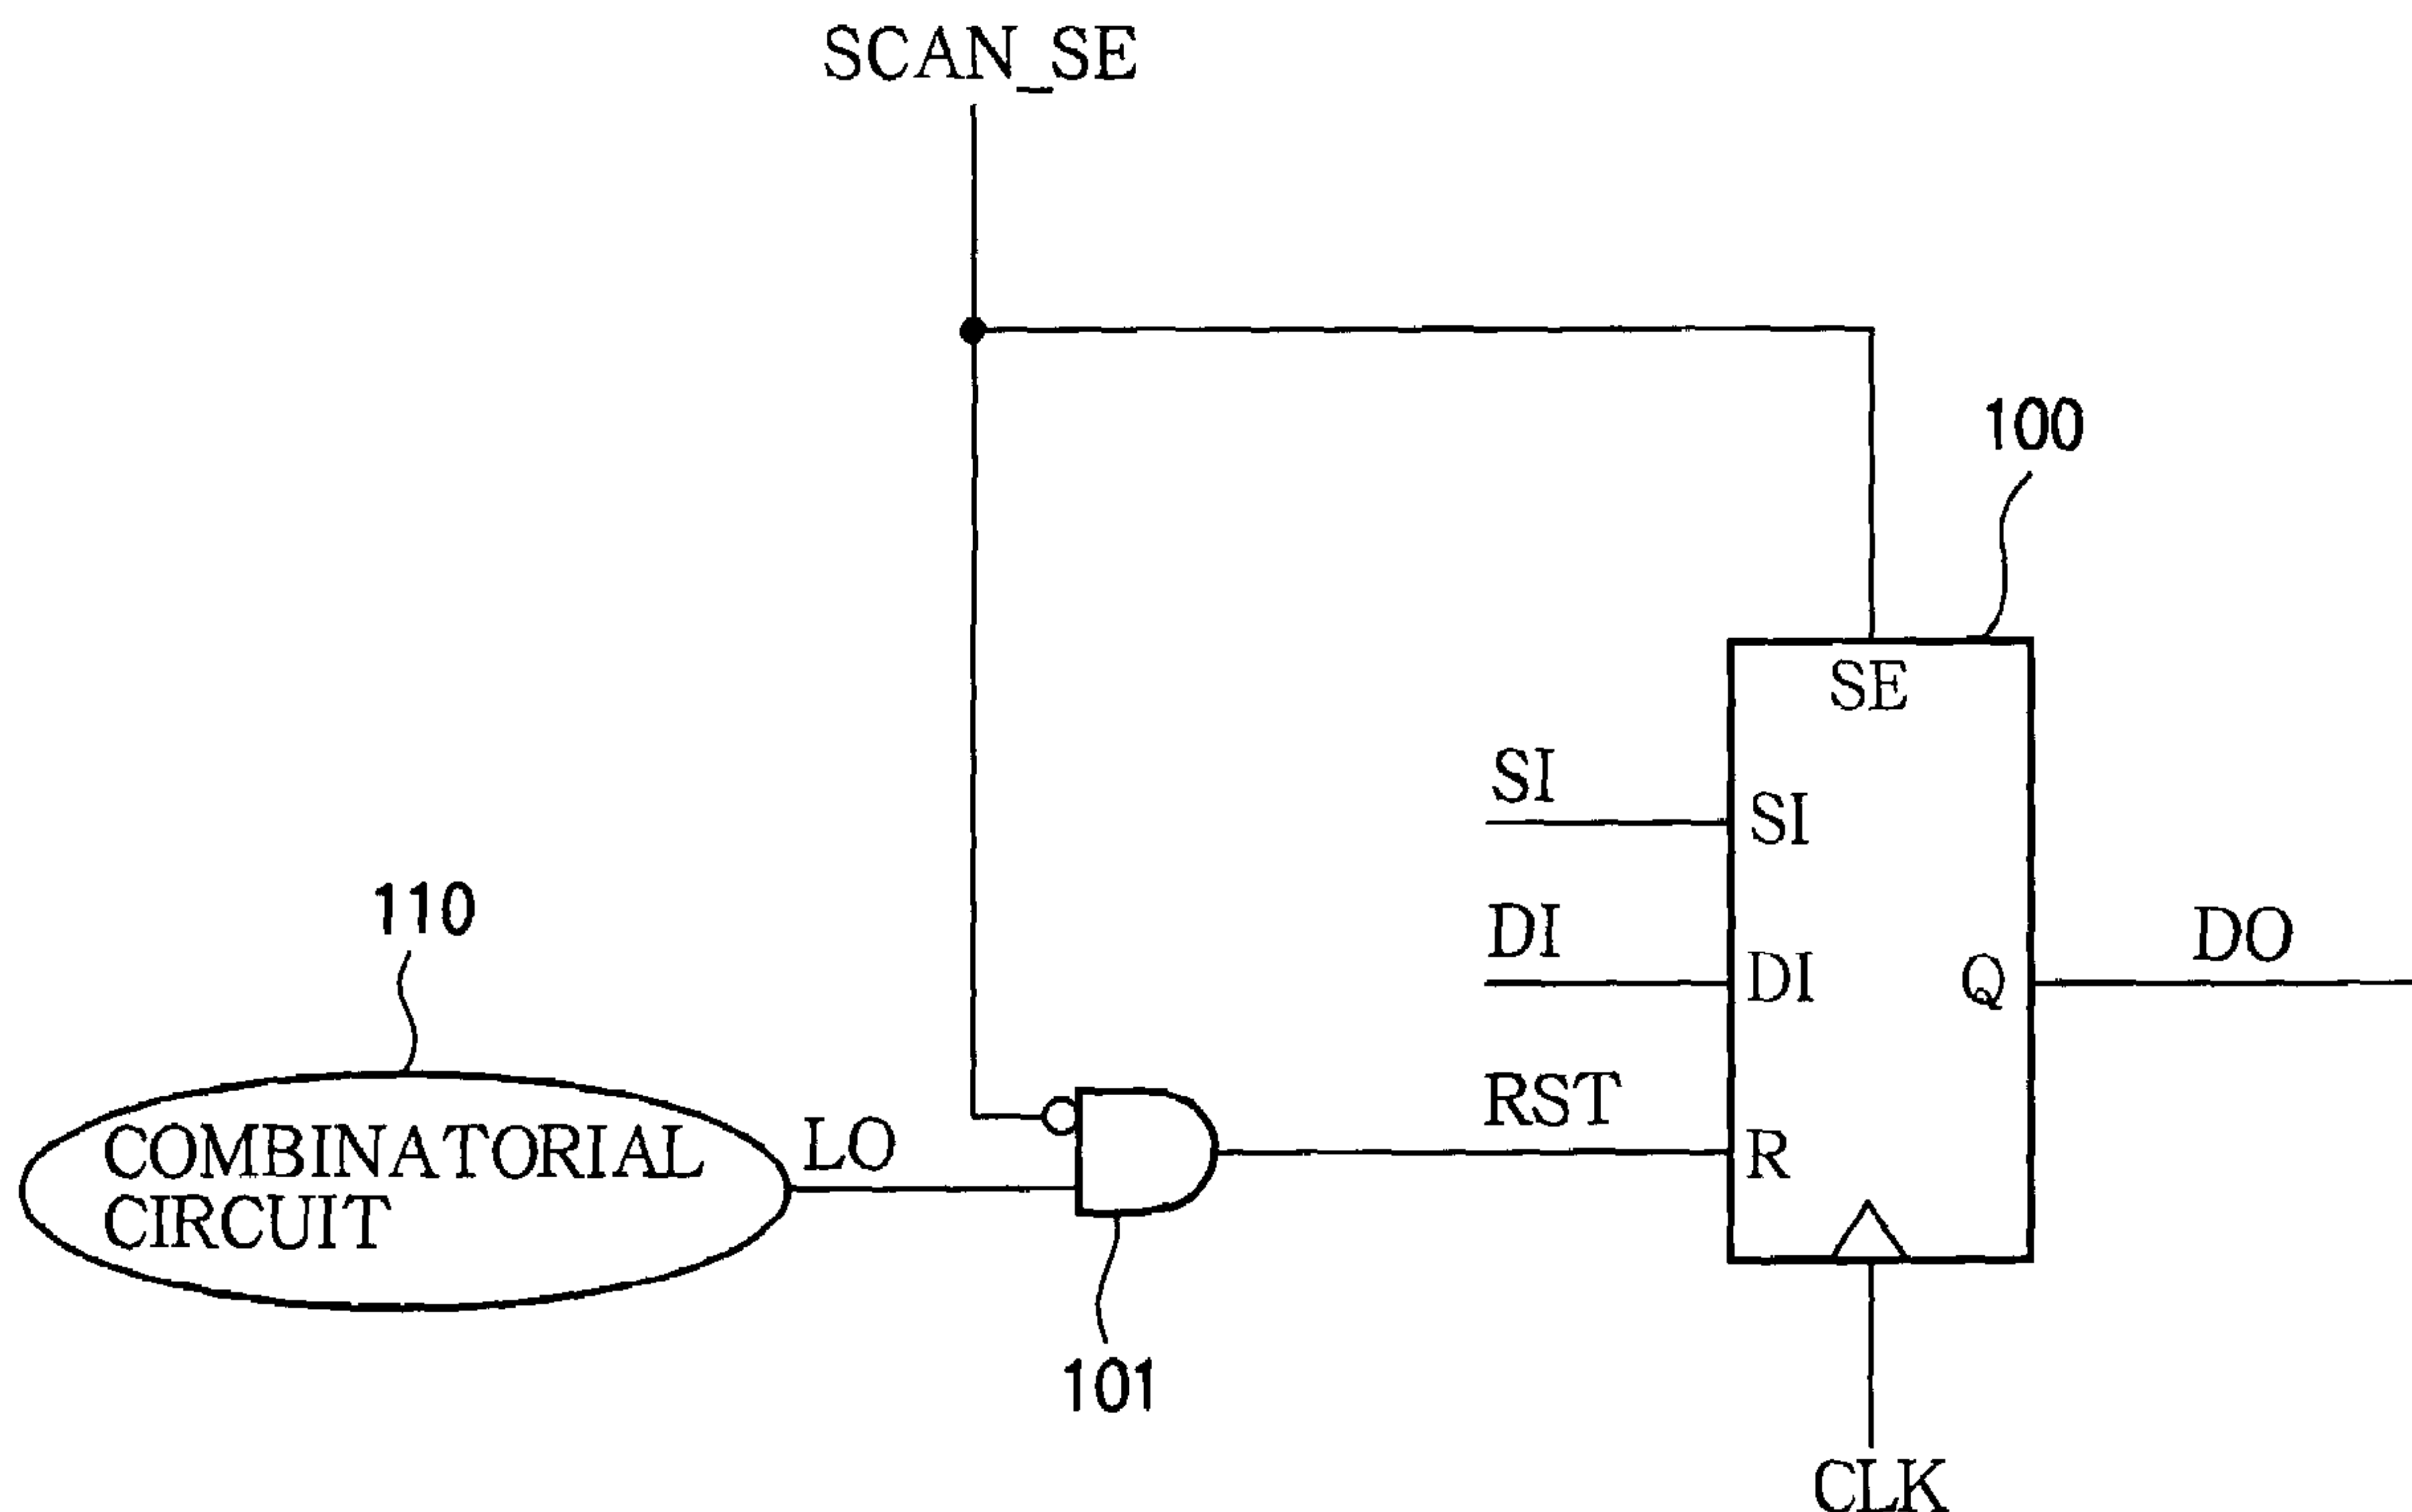 SCAN_SE
100
SE
SI
SI
110
DI
DI
Q
DO
COMBINATORIAL
CIRCUIT
LO
RST
R
101
CLK